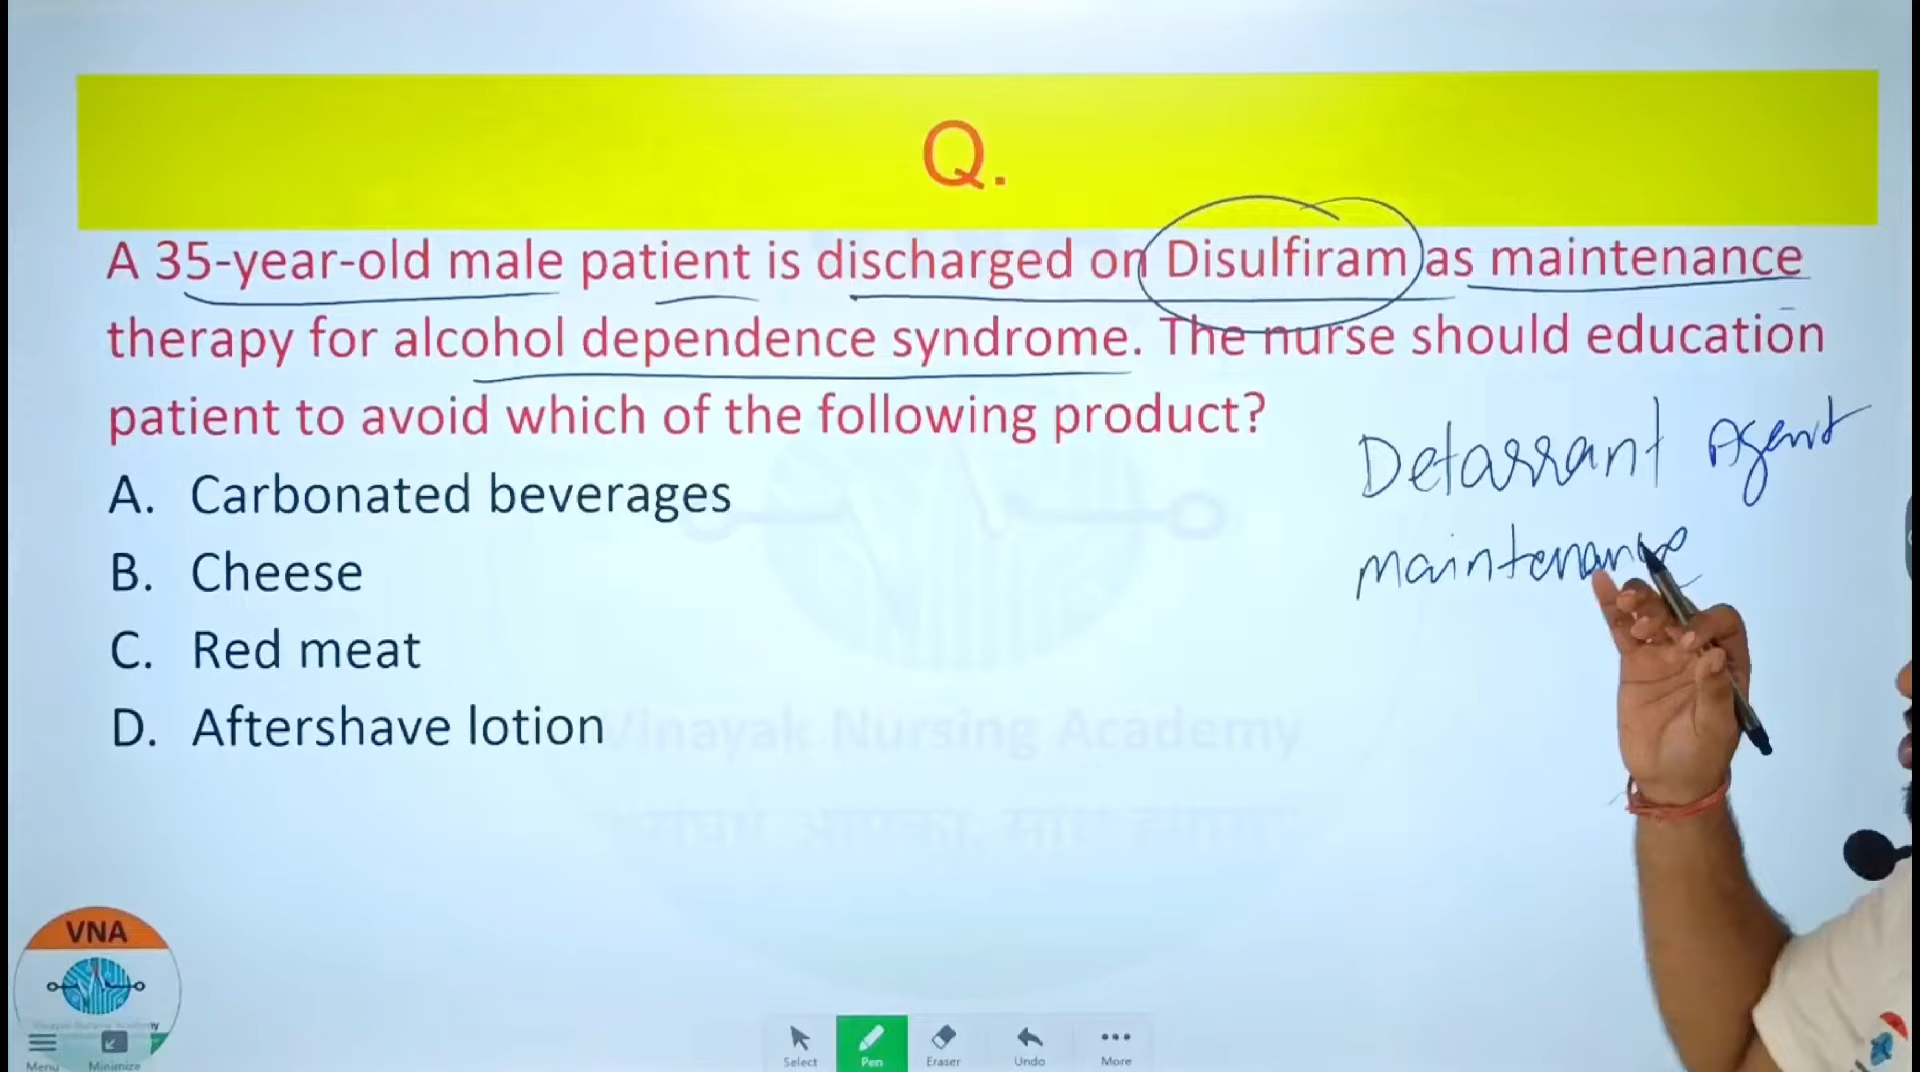 Q.
A 35-year-old male patient is discharged on Disulfiram as maintenance
therapy for alcohol dependence syndrome. The nurse should education
patient to avoid which of the following product?
A. Carbonated beverages
B. Cheese
C. Red meat
D. Aftershave lotion
Detarrant Agent
maintenance
Vinayak Nursing Academy
VNA
Menu
Minimize
Select
Pen
Eraser
Undo
More